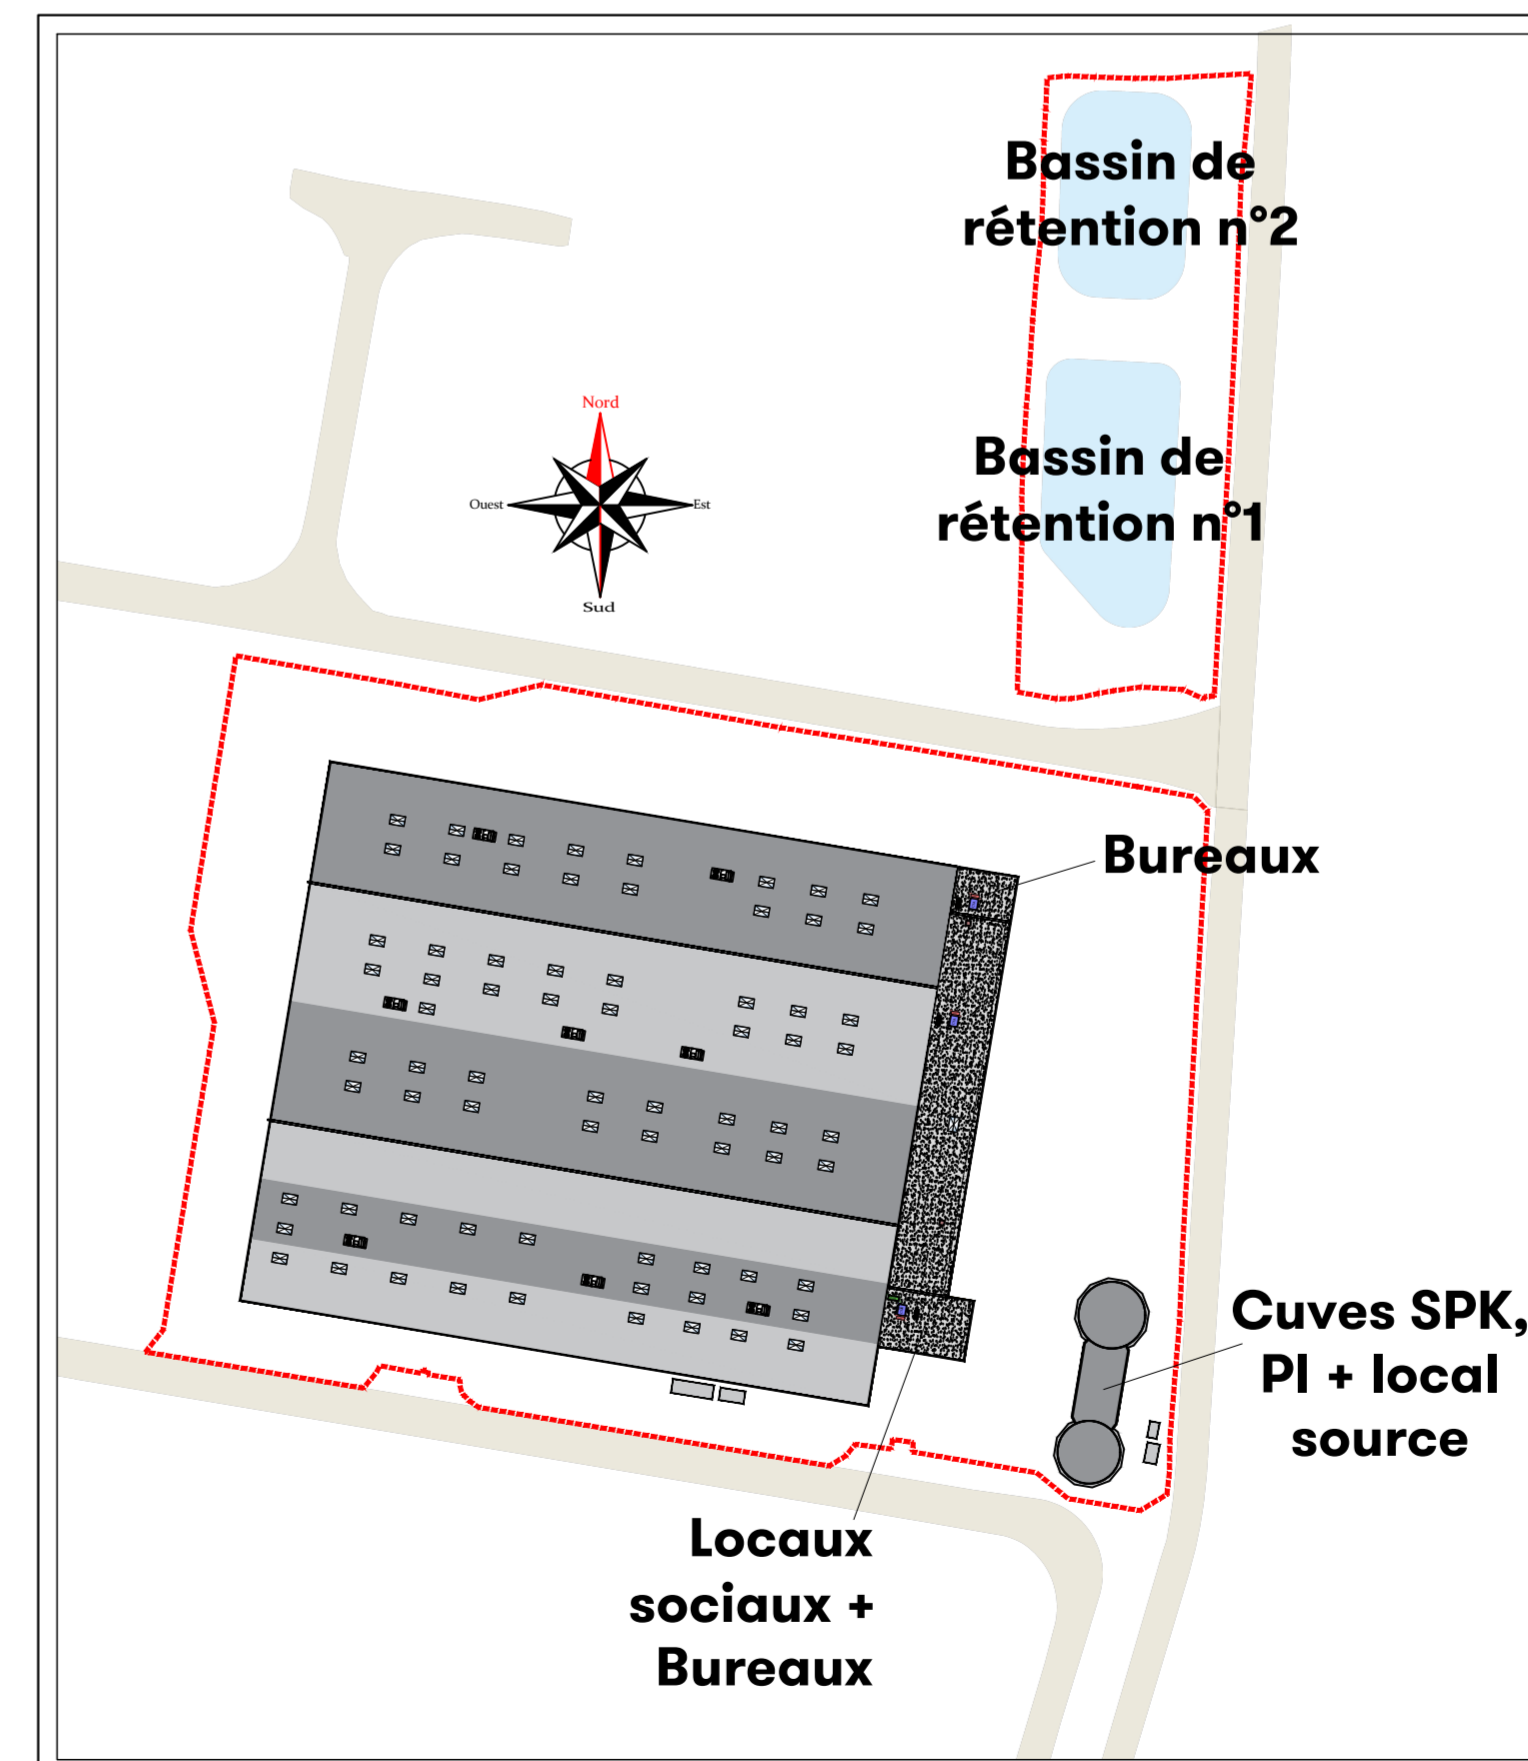 Bassin de
rétention n°2
Nord
Ouest
Est
Sud
Bassin de
rétention n°1
Bureaux
Cuves SPK,
PI + local
source
Locaux
sociaux +
Bureaux